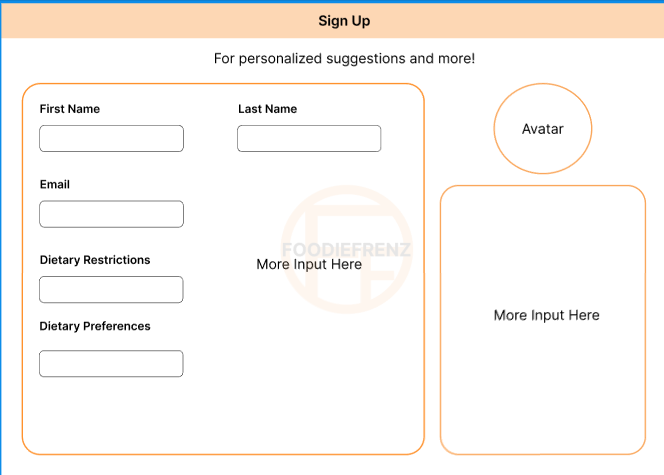 Sign Up
For personalized suggestions and more!
First Name
Last Name
Avatar
Email
FOODIEFRENZ
Dietary Restrictions
More Input Here
Dietary Preferences
More Input Here